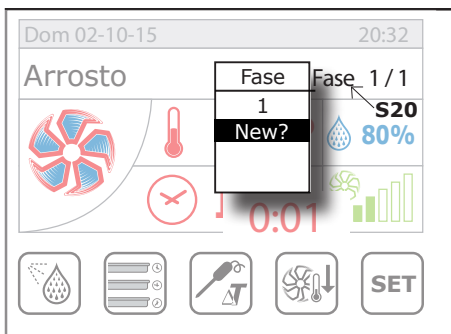 Dom 02-10-15 20:32
Arrosto
Fase
Fase 1 / 1
1
New?
S20
80%
0:01
SET